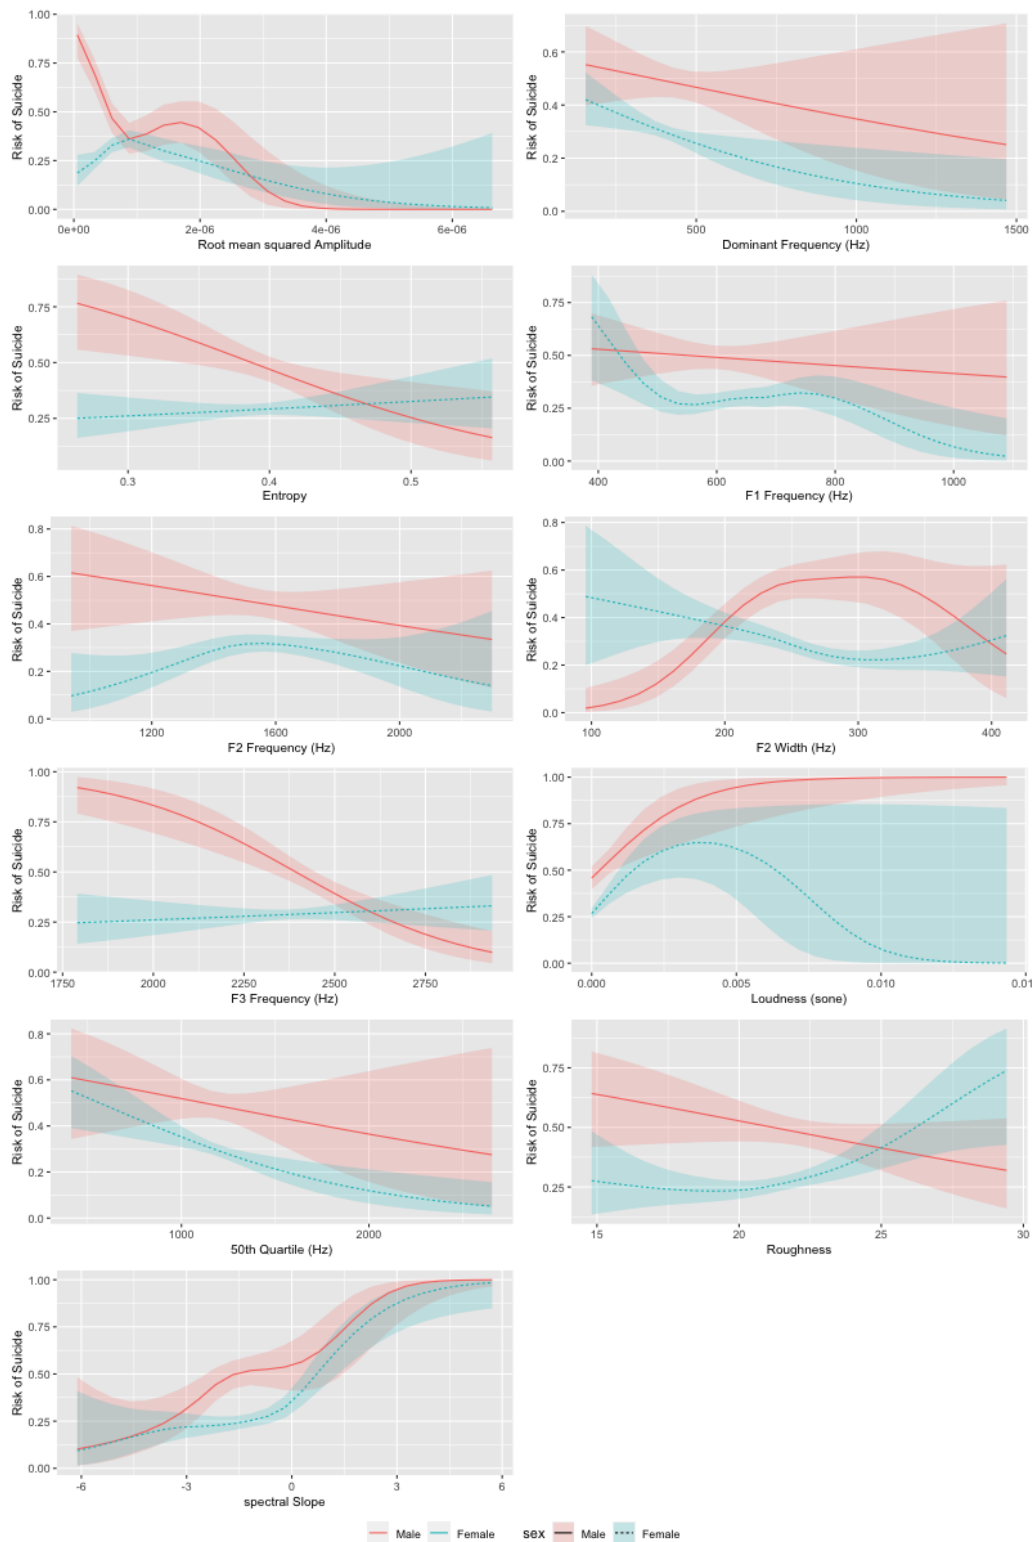 1.00
0.75
0.50
0.25
0.00
Risk of Suicide
0e+00 2e-06 4e-06 6e-06
Root mean squared Amplitude
0.6
0.4
0.2
0.0
Risk of Suicide
500 1000 1500
Dominant Frequency (Hz)
0.75
0.50
0.25
Risk of Suicide
0.3 0.4 0.5
Entropy
0.75
0.50
0.25
0.00
Risk of Suicide
400 600 800 1000
F1 Frequency (Hz)
0.8
0.6
0.4
0.2
0.0
Risk of Suicide
1200 1600 2000
F2 Frequency (Hz)
0.8
0.6
0.4
0.2
0.0
Risk of Suicide
100 200 300 400
F2 Width (Hz)
1.00
0.75
0.50
0.25
0.00
Risk of Suicide
1750 2000 2250 2500 2750
F3 Frequency (Hz)
1.00
0.75
0.50
0.25
0.00
Risk of Suicide
0.000 0.005 0.010 0.01
Loudness (sone)
0.8
0.6
0.4
0.2
0.0
Risk of Suicide
1000 2000
50th Quartile (Hz)
0.75
0.50
0.25
Risk of Suicide
15 20 25 30
Roughness
1.00
0.75
0.50
0.25
0.00
Risk of Suicide
-6 -3 0 3 6
spectral Slope
Male Female sex Male Female